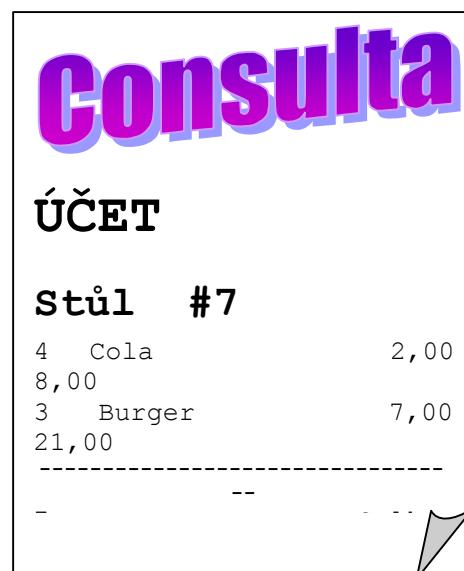 Consulta
ÚČET
Stůl #7
4 Cola 2,00
8,00
3 Burger 7,00
21,00
--------------------------------
--